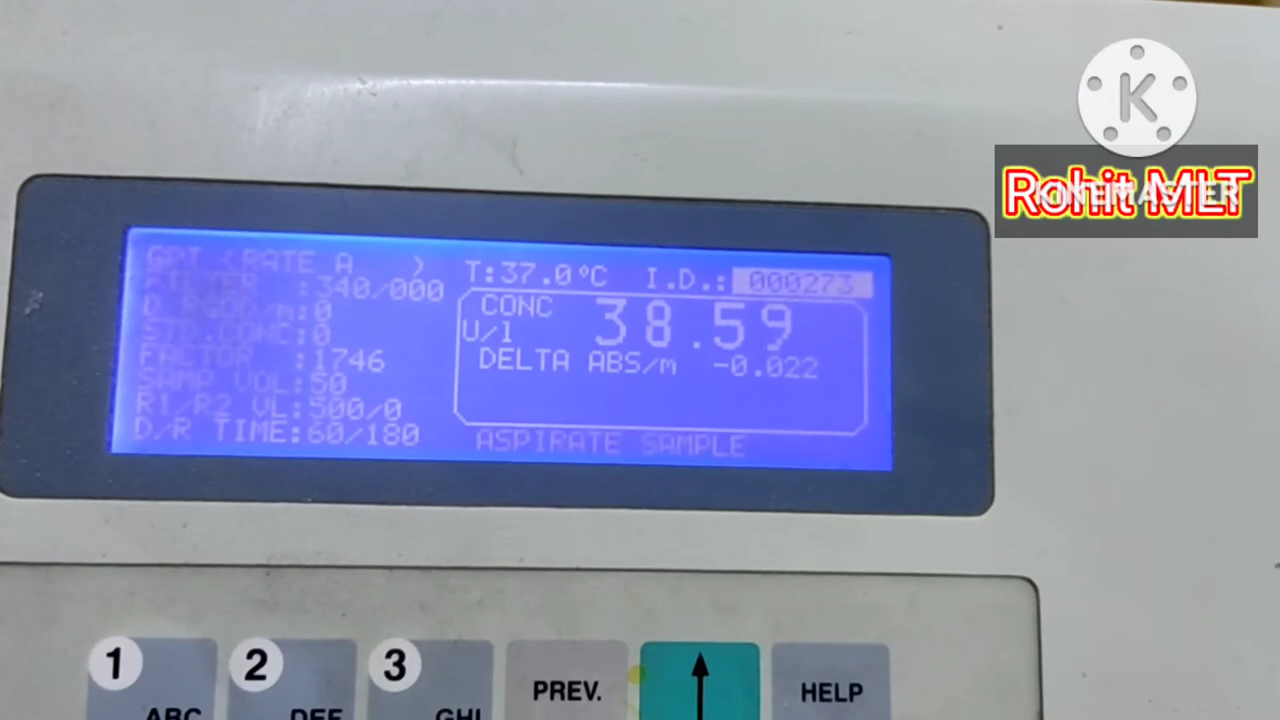 K
Rohit MLT
KINEMASTER
GPT (RATE A )
FILTER :340/000
:0
STD.CONC:0
FACTOR :1746
SAMP VOL:50
R1/R2 VL:500/0
D/R TIME:60/180
T:37.0°C I.D.: 000273
CONC 38.59
U/l
DELTA ABS/m -0.022
ASPIRATE SAMPLE
1 2 3 PREV. HELP
ABC DEF GHI